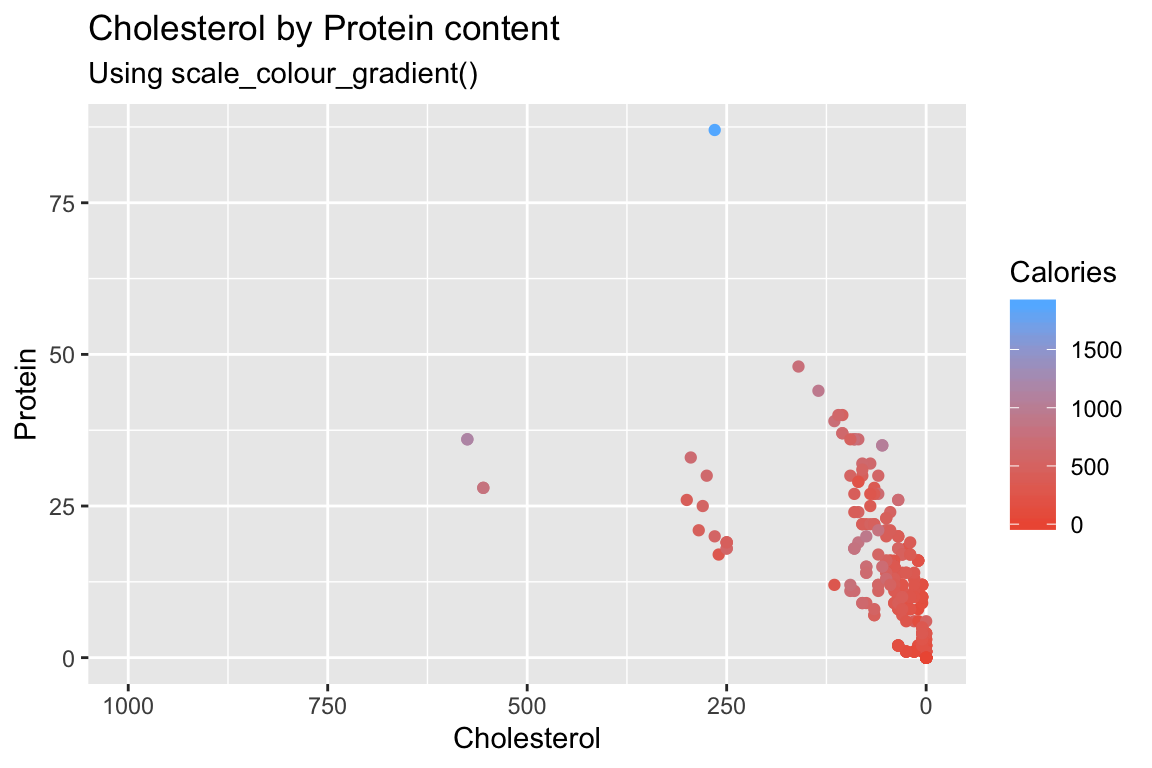 Cholesterol by Protein content
Using scale_colour_gradient()
Protein
75
50
25
0
1000 750 500 250 0
Cholesterol
Calories
1500
1000
500
0